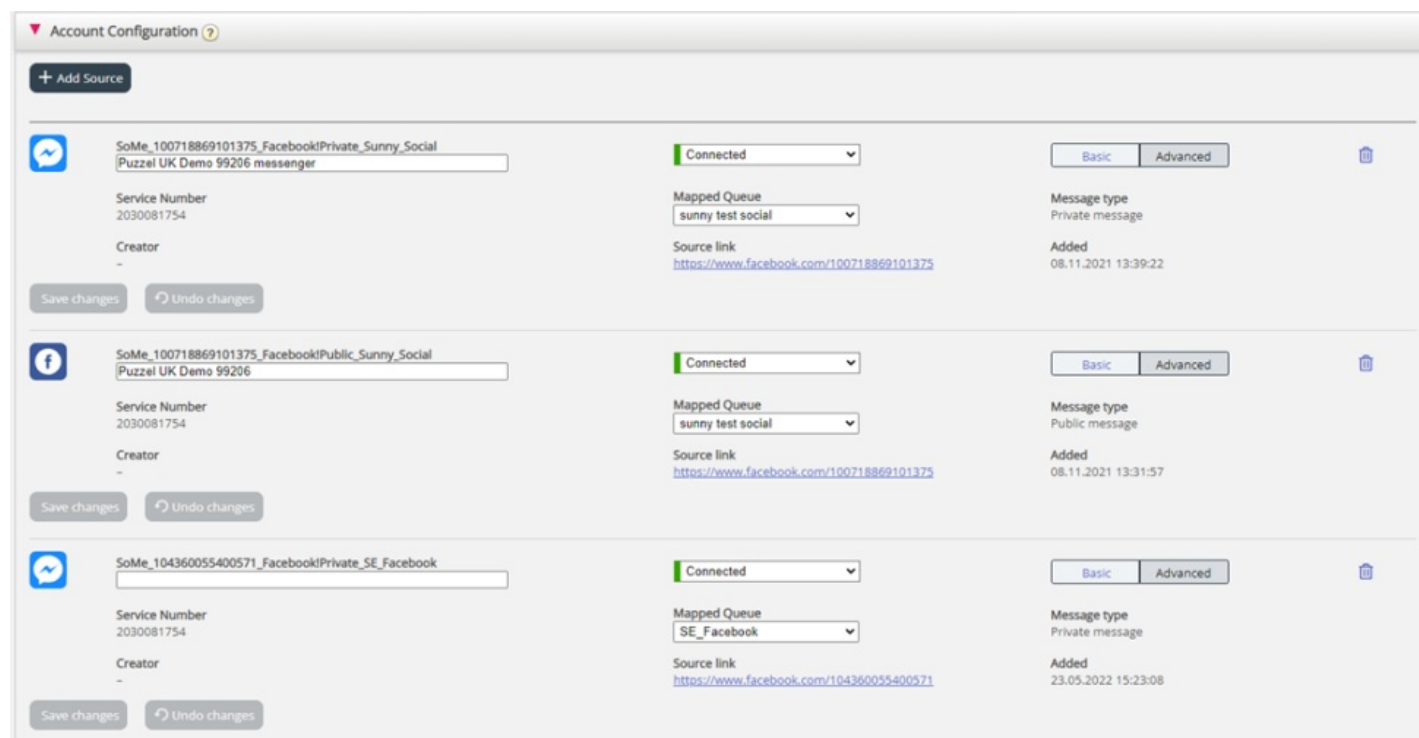 Account Configuration ?
+ Add Source
SoMe_100718869101375_Facebook!Private_Sunny_Social
Puzzel UK Demo 99206 messenger
Connected
Basic Advanced
Service Number
2030081754
Mapped Queue
sunny test social
Message type
Private message
Creator
–
Source link
https://www.facebook.com/100718869101375
Added
08.11.2021 13:39:22
Save changes Undo changes
SoMe_100718869101375_Facebook!Public_Sunny_Social
Puzzel UK Demo 99206
Connected
Basic Advanced
Service Number
2030081754
Mapped Queue
sunny test social
Message type
Public message
Creator
–
Source link
https://www.facebook.com/100718869101375
Added
08.11.2021 13:31:57
Save changes Undo changes
SoMe_104360055400571_Facebook!Private_SE_Facebook
Connected
Basic Advanced
Service Number
2030081754
Mapped Queue
SE_Facebook
Message type
Private message
Creator
–
Source link
https://www.facebook.com/104360055400571
Added
23.05.2022 15:23:08
Save changes Undo changes